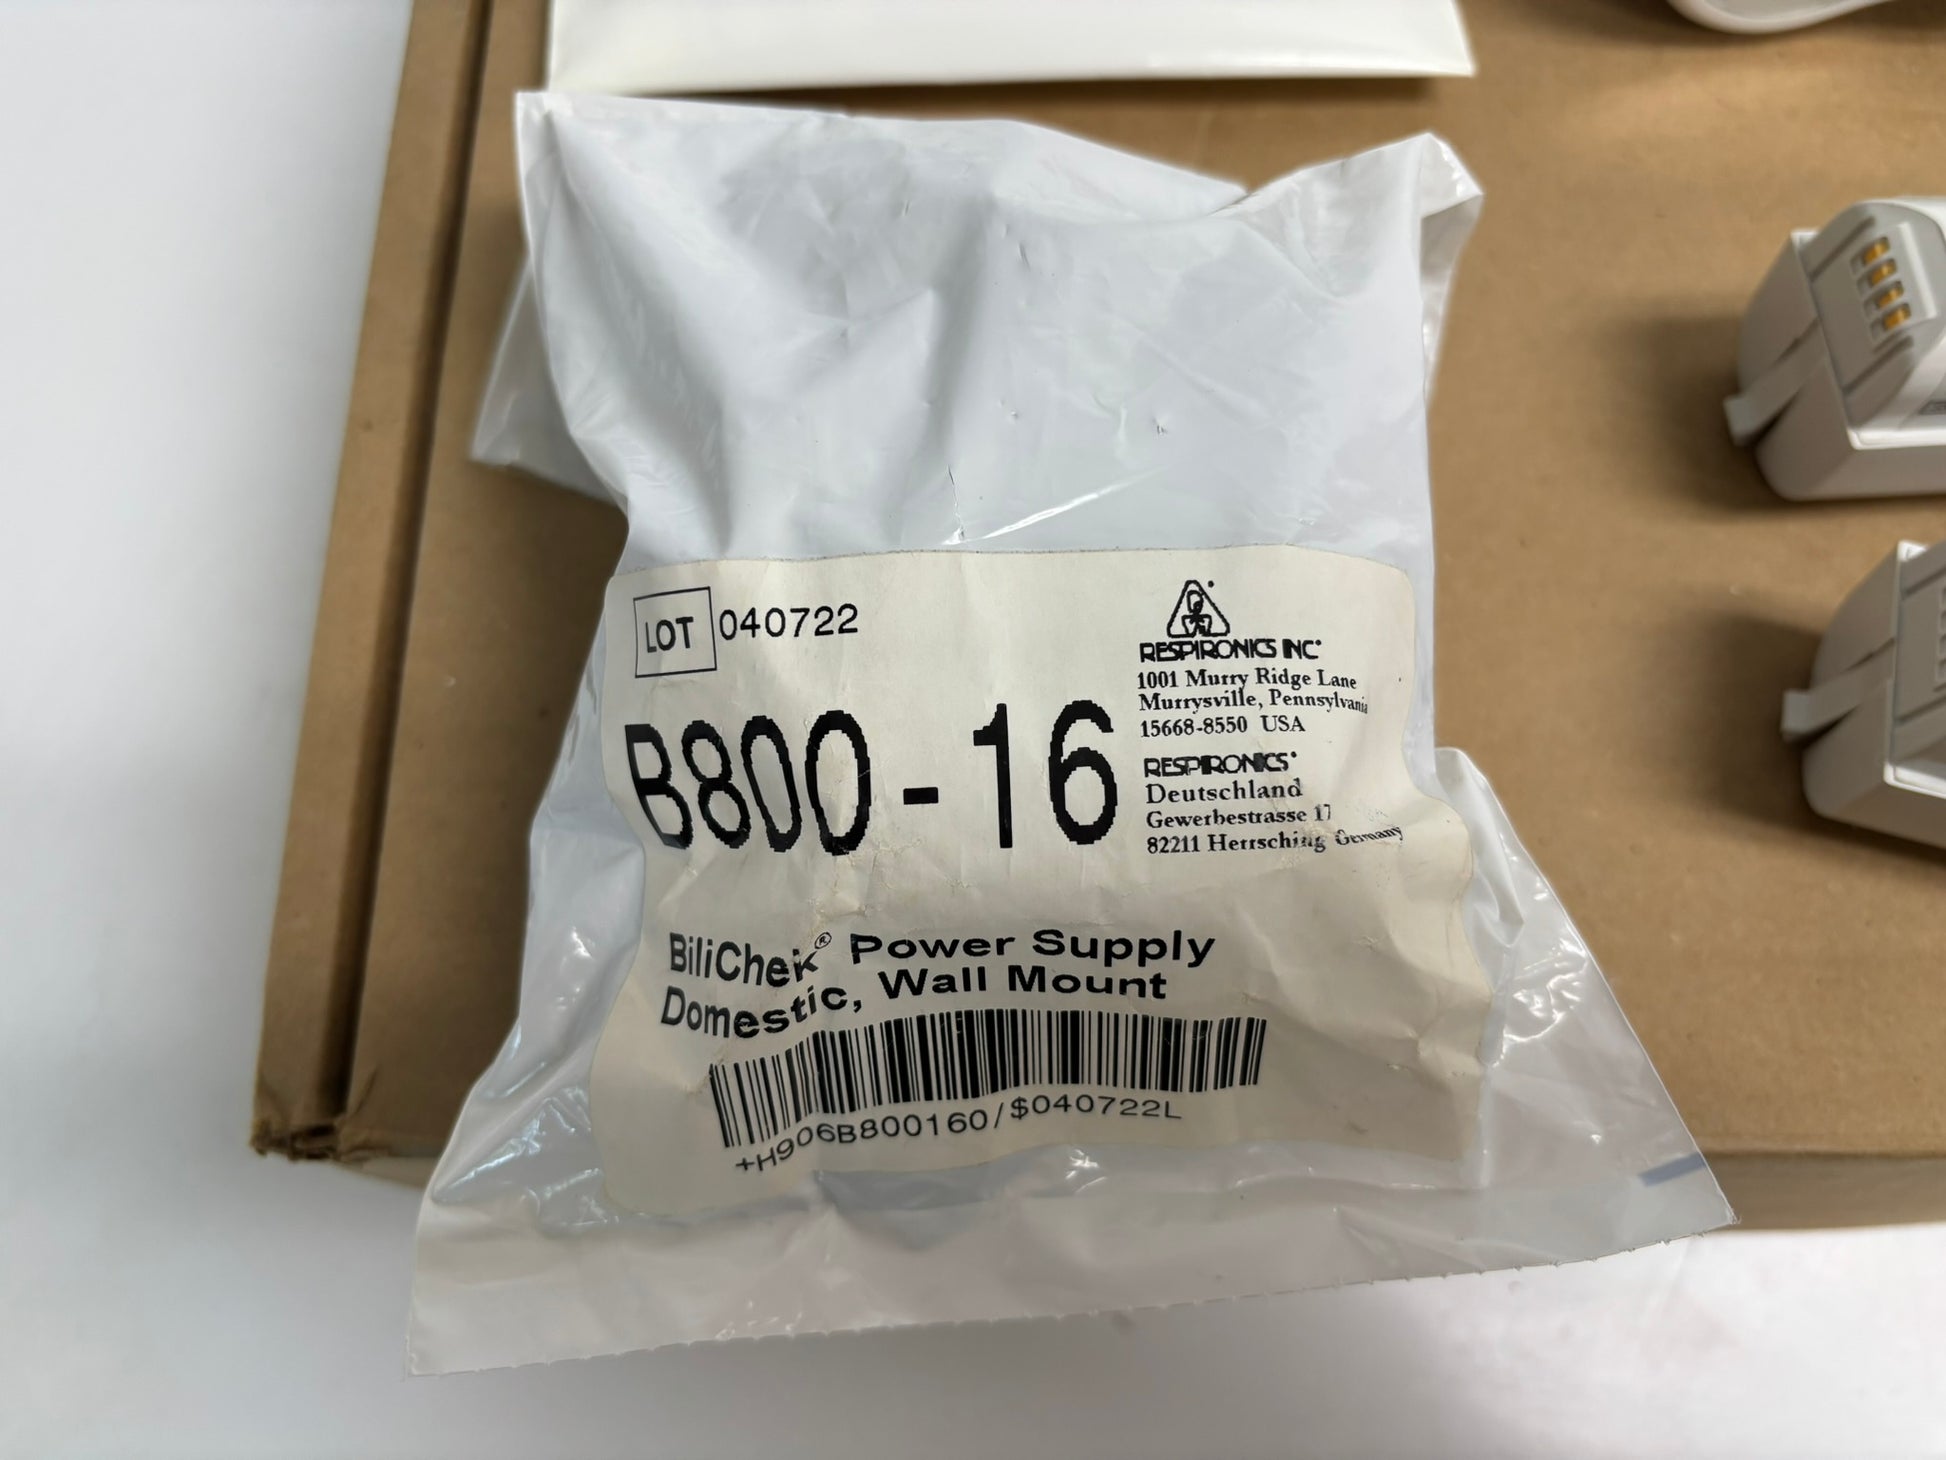 LOT 040722
RESPIRONICS INC
1001 Murry Ridge Lane
Murrysville, Pennsylvania
15668-8550 USA
B800-16
RESPIRONICS
Deutschland
Gewerbestrasse 17
82211 Herrsching Germany
BiliChek® Power Supply
Domestic, Wall Mount
+H906B800160/$040722L